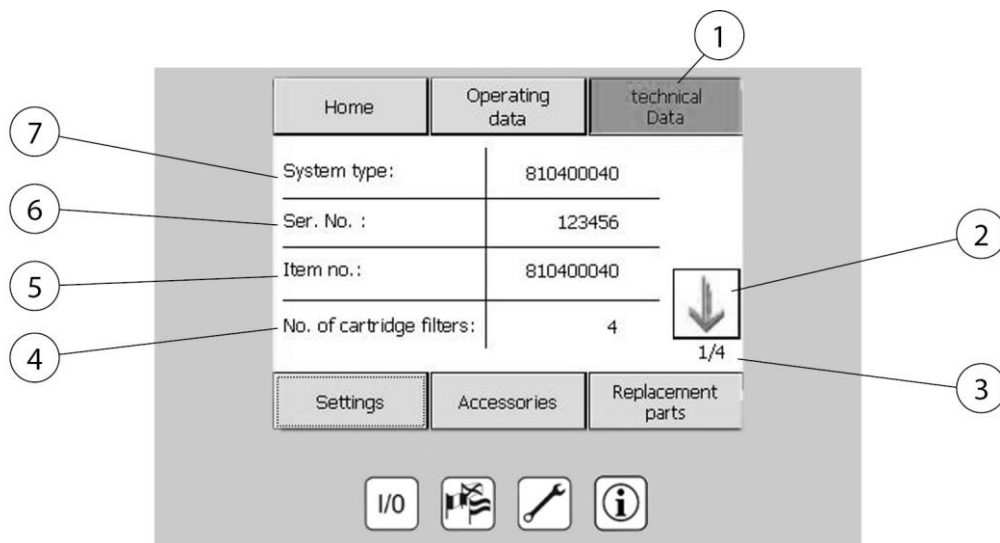 1
Home
Operating
data
technical
Data
7
System type:
810400040
6
Ser. No. :
123456
2
5
Item no.:
810400040
4
No. of cartridge filters:
4
1/4
3
Settings
Accessories
Replacement
parts
I/0
i